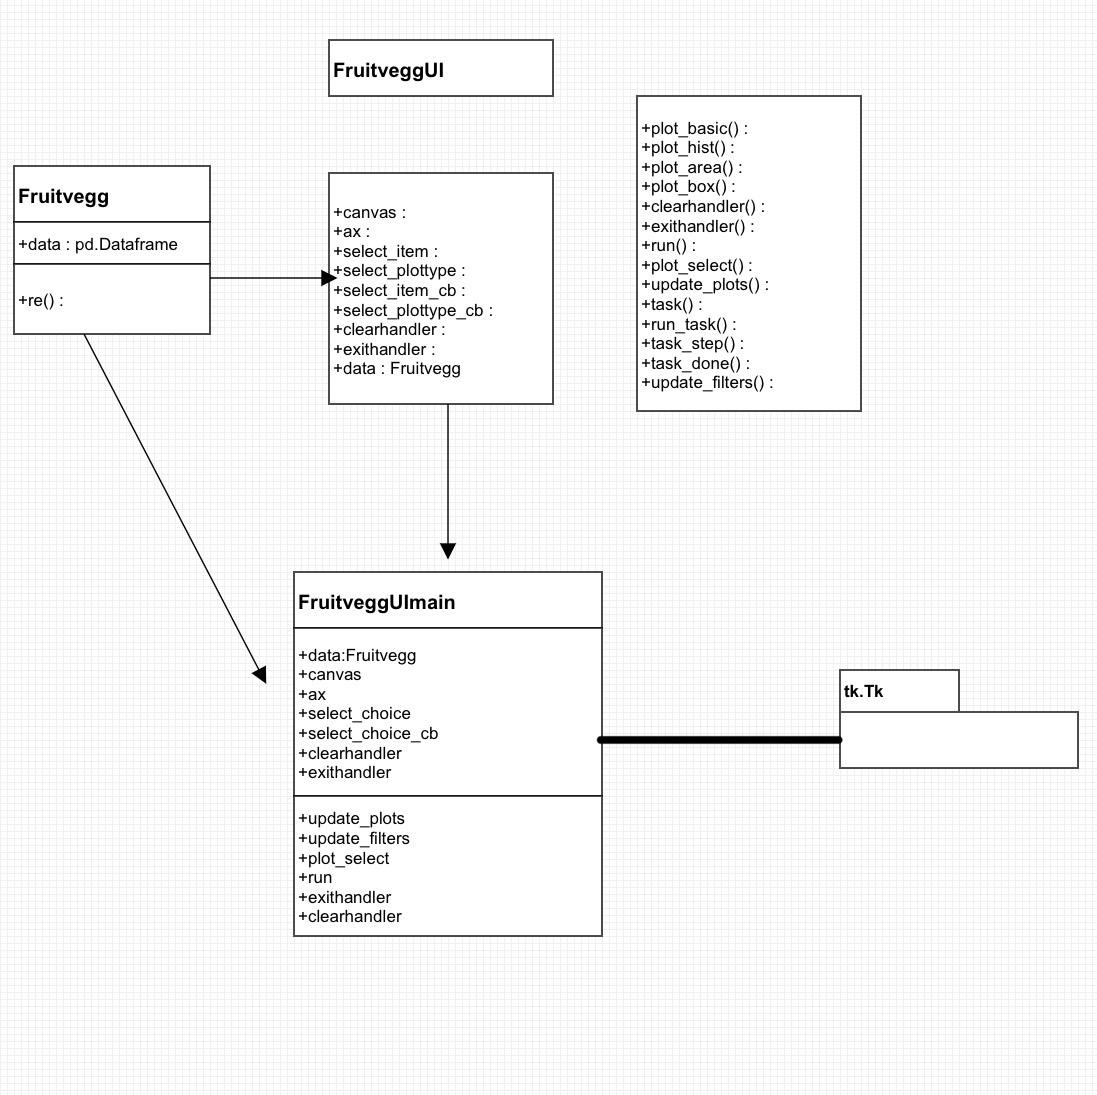 FruitveggUI
Fruitvegg
+data : pd.Dataframe
+re() :
+canvas :
+ax :
+select_item :
+select_plottype :
+select_item_cb :
+select_plottype_cb :
+clearhandler :
+exithandler :
+data : Fruitvegg
+plot_basic() :
+plot_hist() :
+plot_area() :
+plot_box() :
+clearhandler() :
+exithandler() :
+run() :
+plot_select() :
+update_plots() :
+task() :
+run_task() :
+task_step() :
+task_done() :
+update_filters() :
FruitveggUImain
+data:Fruitvegg
+canvas
+ax
+select_choice
+select_choice_cb
+clearhandler
+exithandler
+update_plots
+update_filters
+plot_select
+run
+exithandler
+clearhandler
tk.Tk